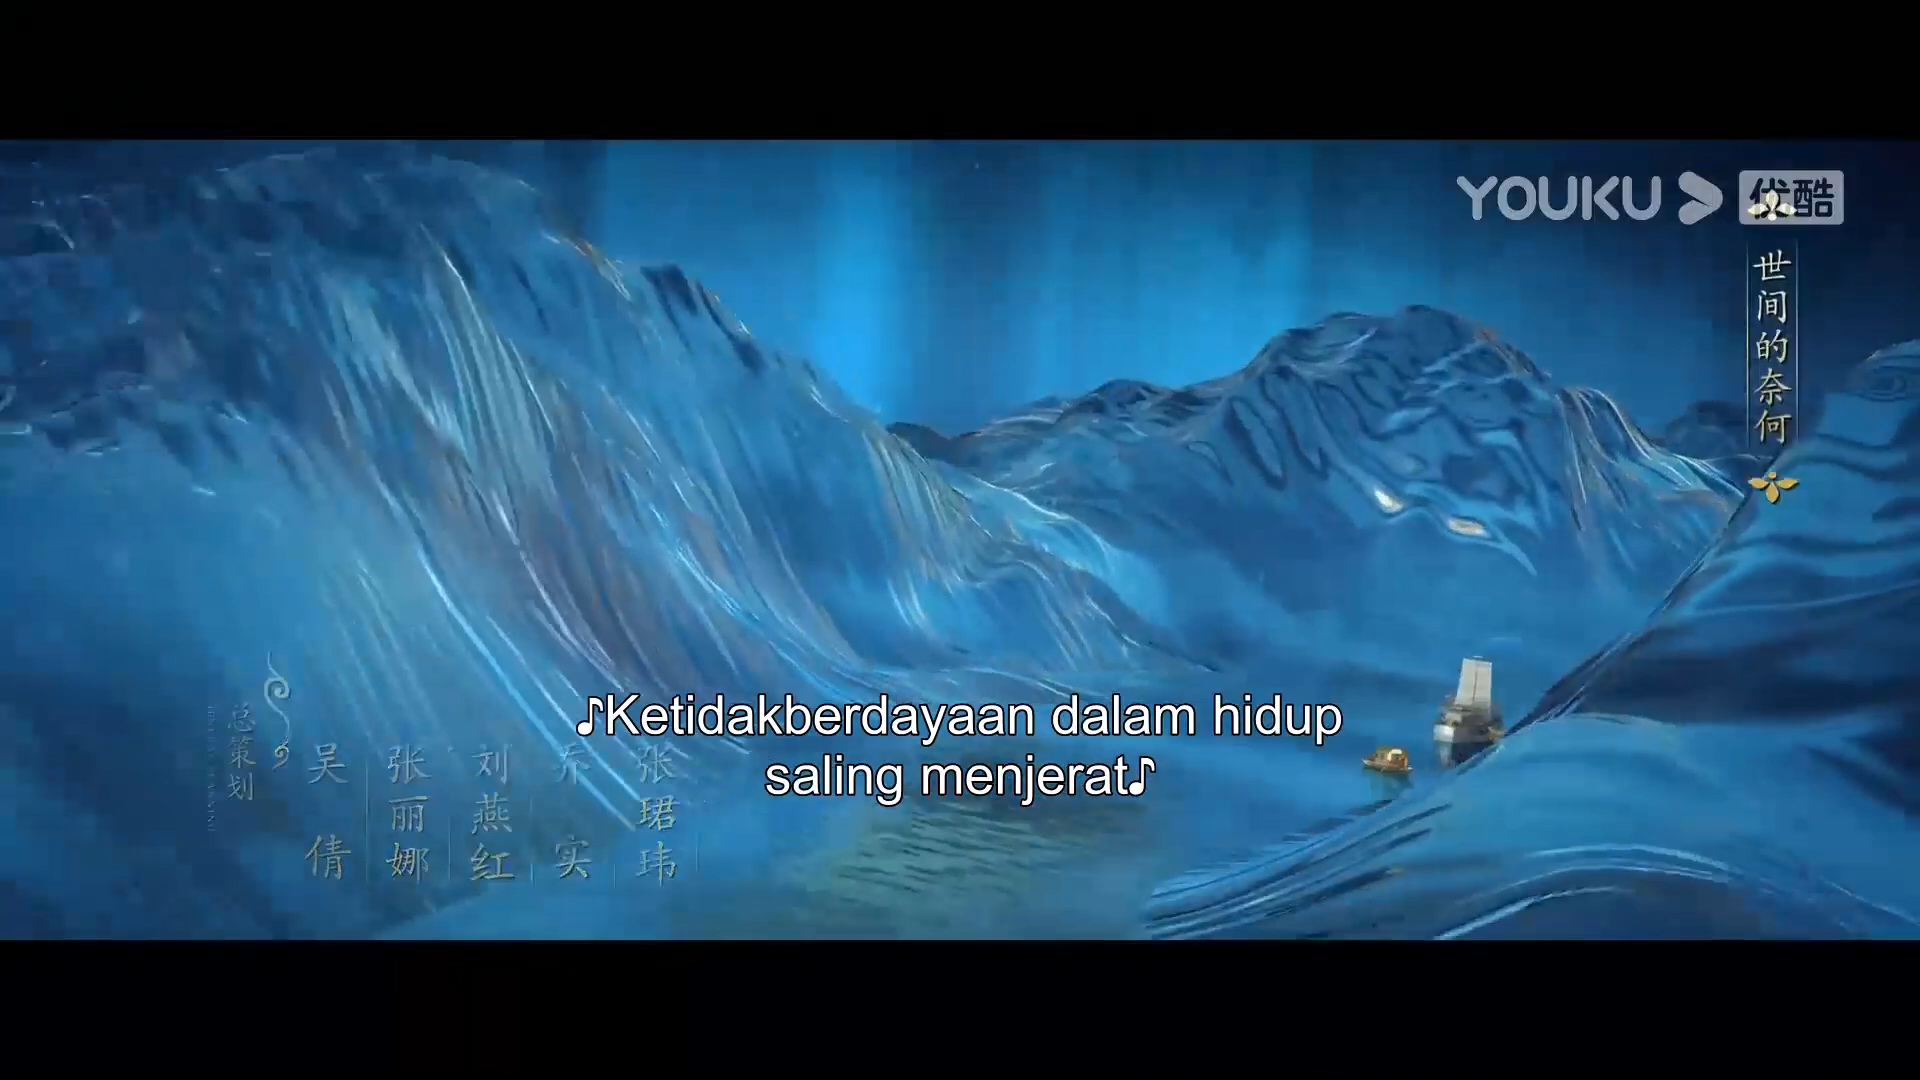 YOUKU 优酷
世间的奈何
♪Ketidakberdayaan dalam hidup
saling menjerat♪
总策划
吴倩
张丽娜
刘燕红
乔实
张珺玮